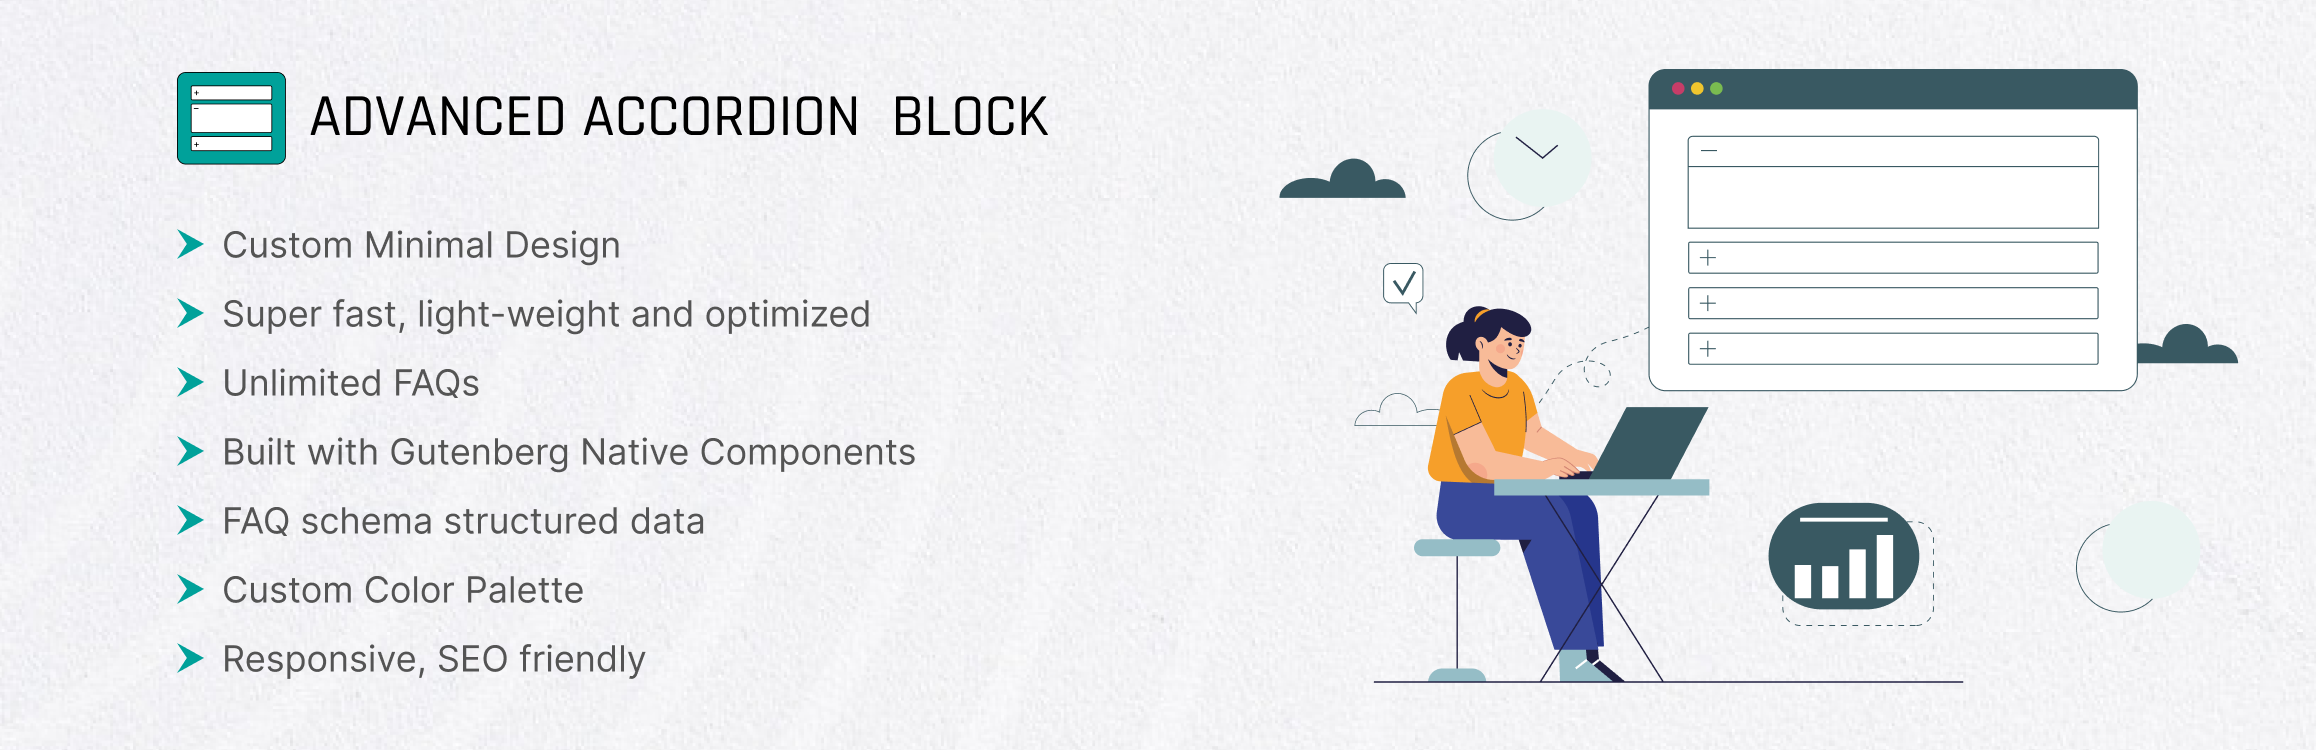 ADVANCED ACCORDION BLOCK
Custom Minimal Design
Super fast, light-weight and optimized
Unlimited FAQs
Built with Gutenberg Native Components
FAQ schema structured data
Custom Color Palette
Responsive, SEO friendly